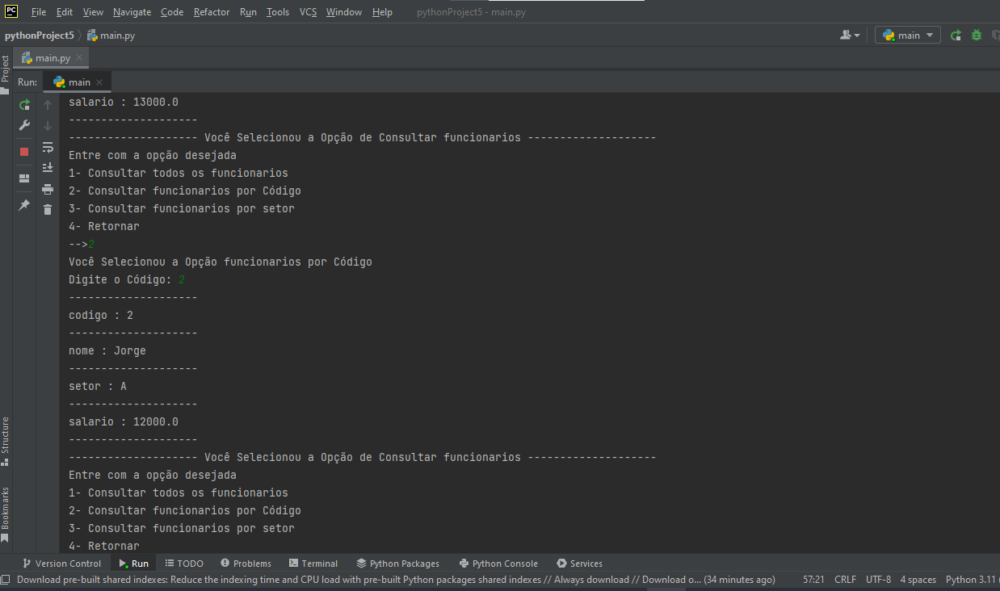 PC File Edit View Navigate Code Refactor Run Tools VCS Window Help pythonProject5 - main.py
pythonProject5 main.py main
main.py
Project
Run: main
salario : 13000.0
--------------------
-------------------- Você Selecionou a Opção de Consultar funcionarios --------------------
Entre com a opção desejada
1- Consultar todos os funcionarios
2- Consultar funcionarios por Código
3- Consultar funcionarios por setor
4- Retornar
-->2
Você Selecionou a Opção funcionarios por Código
Digite o Código: 2
--------------------
codigo : 2
--------------------
nome : Jorge
--------------------
setor : A
--------------------
salario : 12000.0
--------------------
-------------------- Você Selecionou a Opção de Consultar funcionarios --------------------
Entre com a opção desejada
1- Consultar todos os funcionarios
2- Consultar funcionarios por Código
3- Consultar funcionarios por setor
4- Retornar
Structure
Bookmarks
Version Control Run TODO Problems Terminal Python Packages Python Console Services
Download pre-built shared indexes: Reduce the indexing time and CPU load with pre-built Python packages shared indexes // Always download // Download o... (34 minutes ago) 57:21 CRLF UTF-8 4 spaces Python 3.11 (